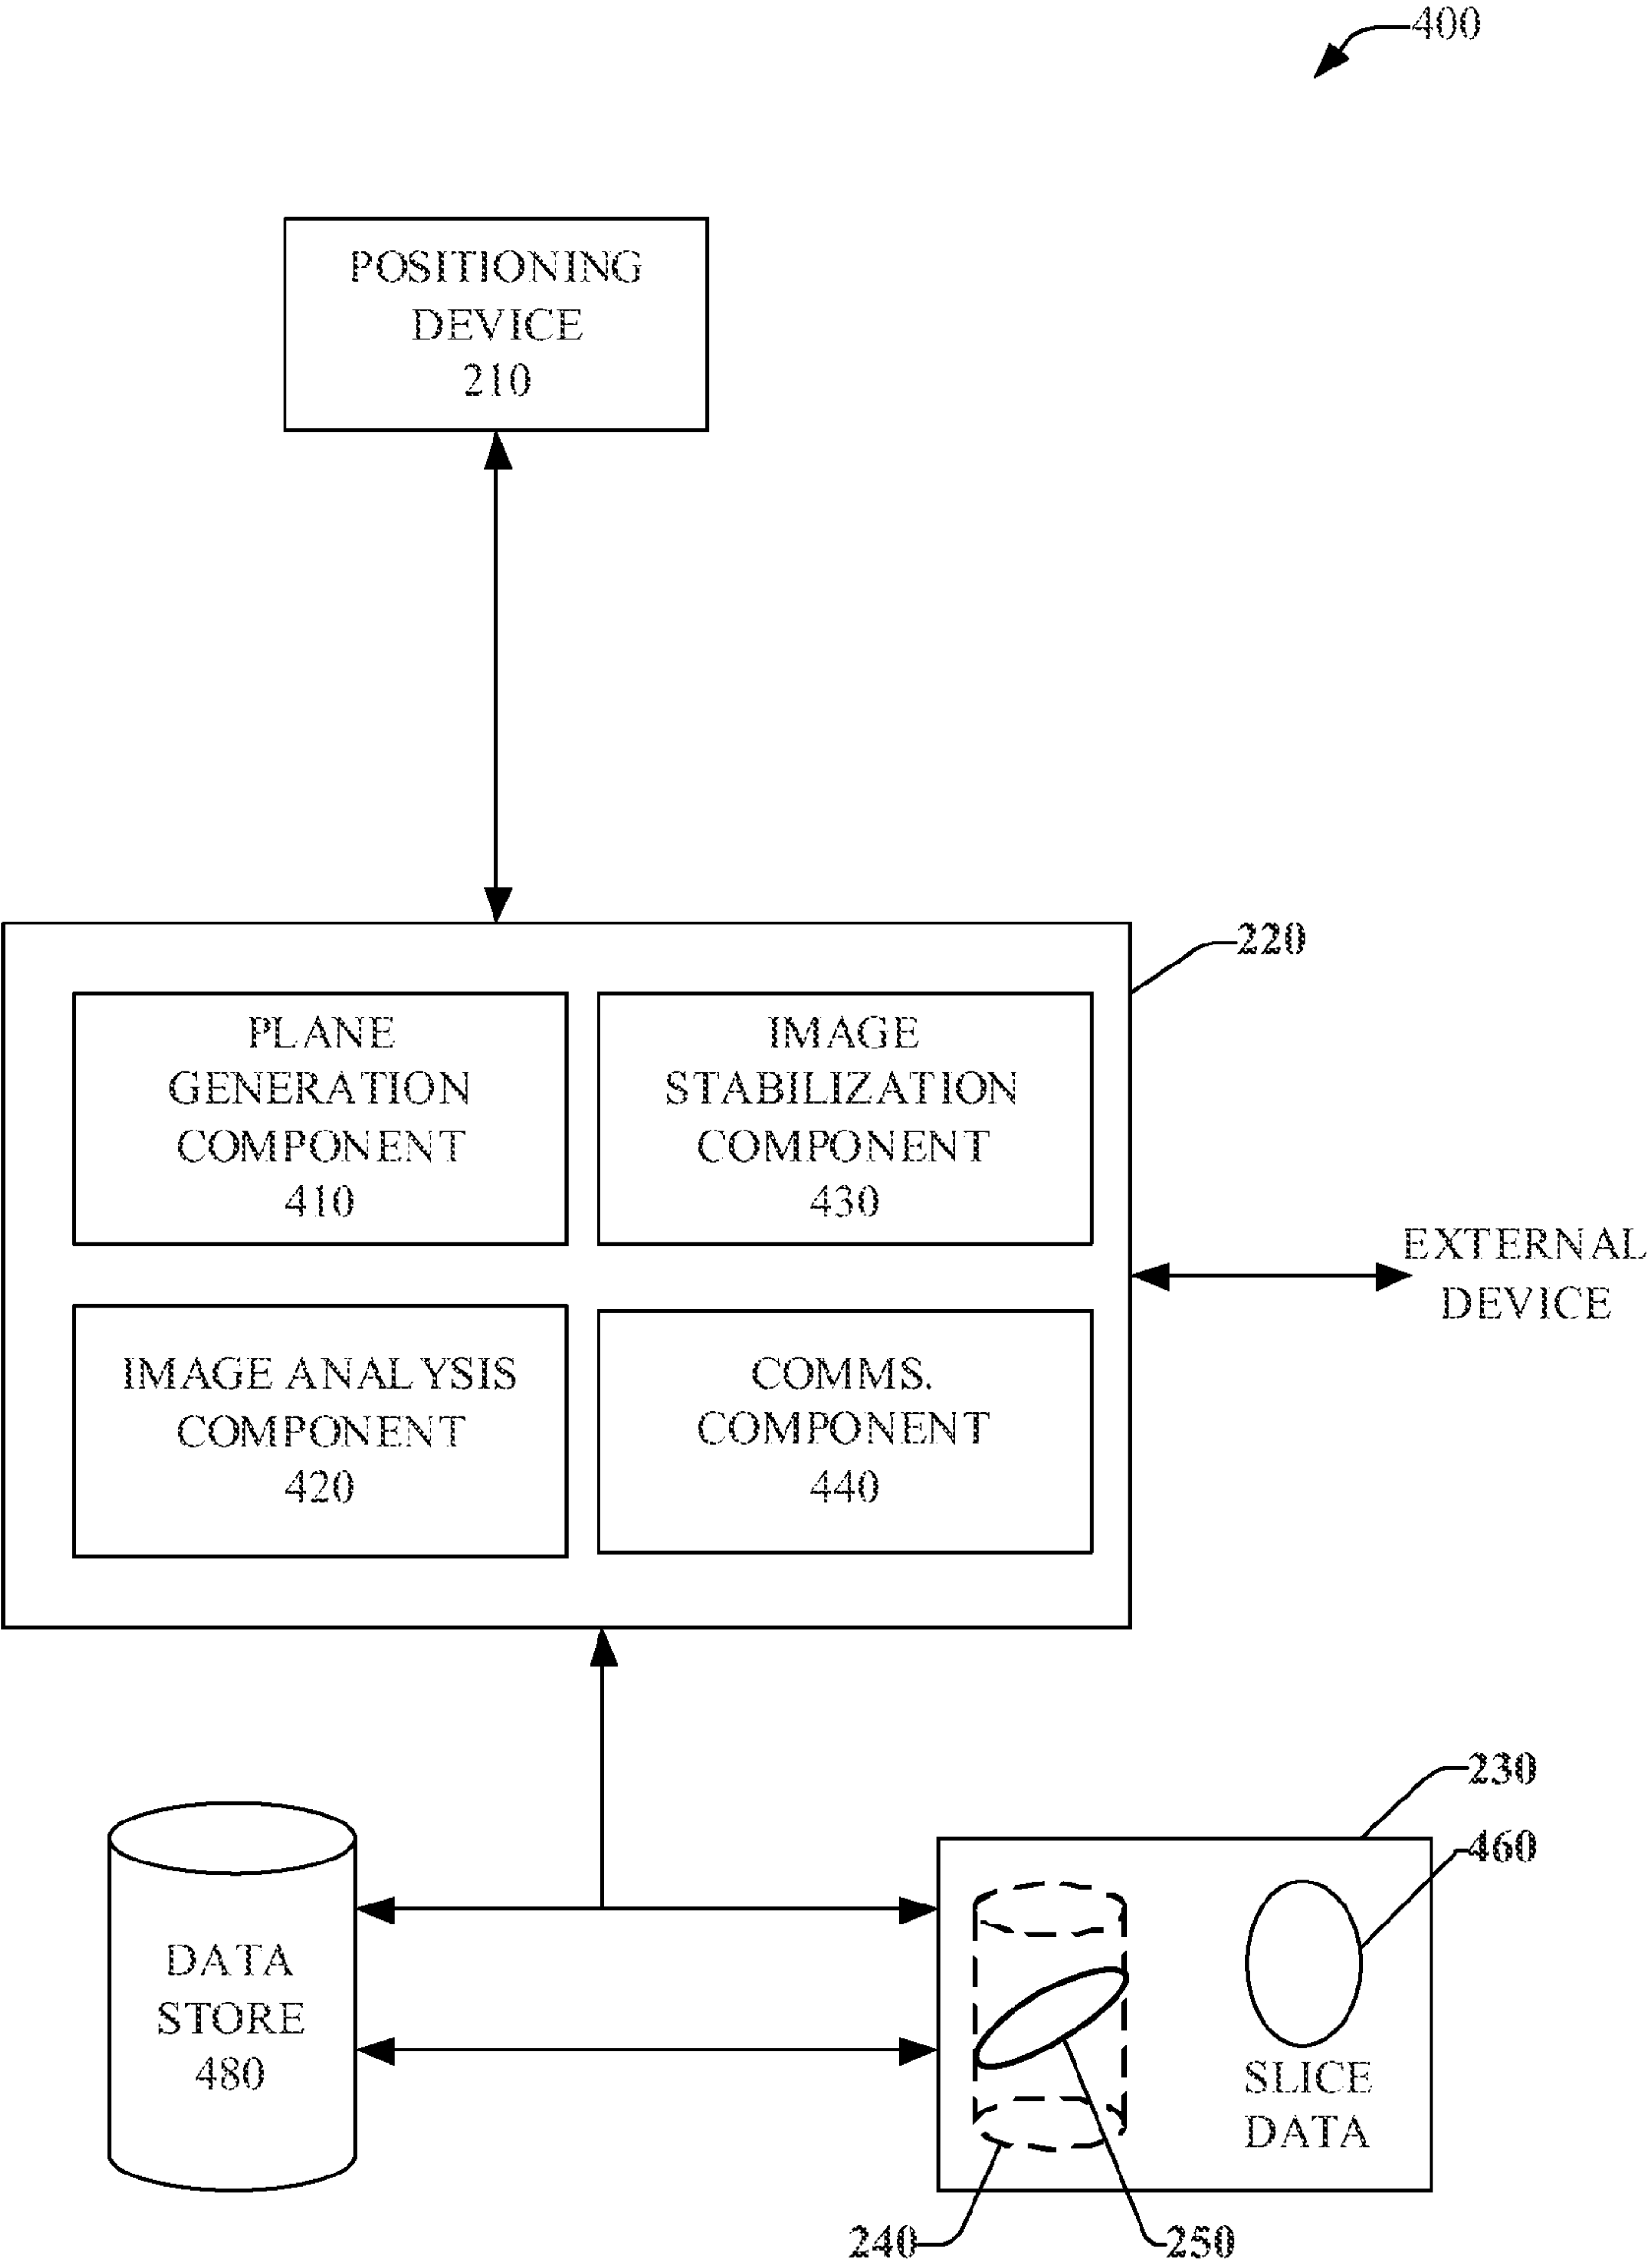 400
POSITIONING
DEVICE
210
220
PLANE
GENERATION
COMPONENT
410
IMAGE
STABILIZATION
COMPONENT
430
EXTERNAL
DEVICE
IMAGE ANALYSIS
COMPONENT
420
COMMS.
COMPONENT
440
230
460
DATA
STORE
480
SLICE
DATA
240
250